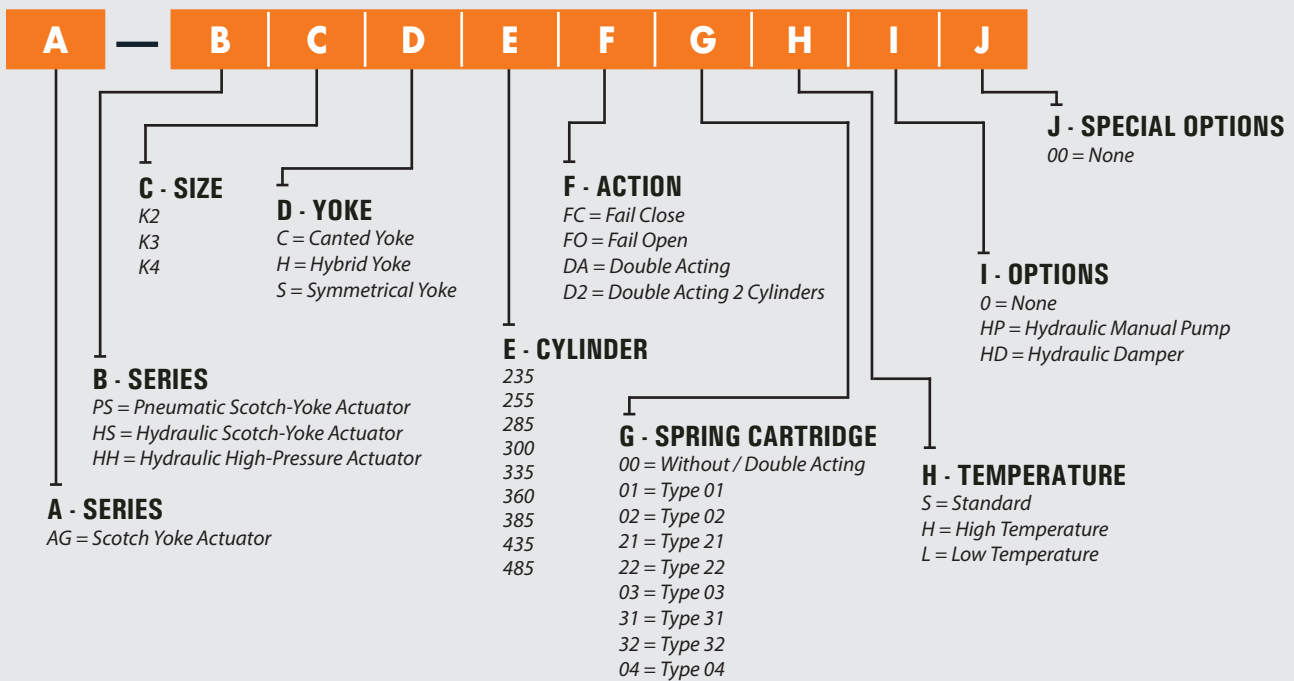 A — B C D E F G H I J
J - SPECIAL OPTIONS
00 = None
C - SIZE
K2
K3
K4
D - YOKE
C = Canted Yoke
H = Hybrid Yoke
S = Symmetrical Yoke
F - ACTION
FC = Fail Close
FO = Fail Open
DA = Double Acting
D2 = Double Acting 2 Cylinders
I - OPTIONS
0 = None
HP = Hydraulic Manual Pump
HD = Hydraulic Damper
E - CYLINDER
235
255
285
300
335
360
385
435
485
B - SERIES
PS = Pneumatic Scotch-Yoke Actuator
HS = Hydraulic Scotch-Yoke Actuator
HH = Hydraulic High-Pressure Actuator
G - SPRING CARTRIDGE
00 = Without / Double Acting
01 = Type 01
02 = Type 02
21 = Type 21
22 = Type 22
03 = Type 03
31 = Type 31
32 = Type 32
04 = Type 04
H - TEMPERATURE
S = Standard
H = High Temperature
L = Low Temperature
A - SERIES
AG = Scotch Yoke Actuator